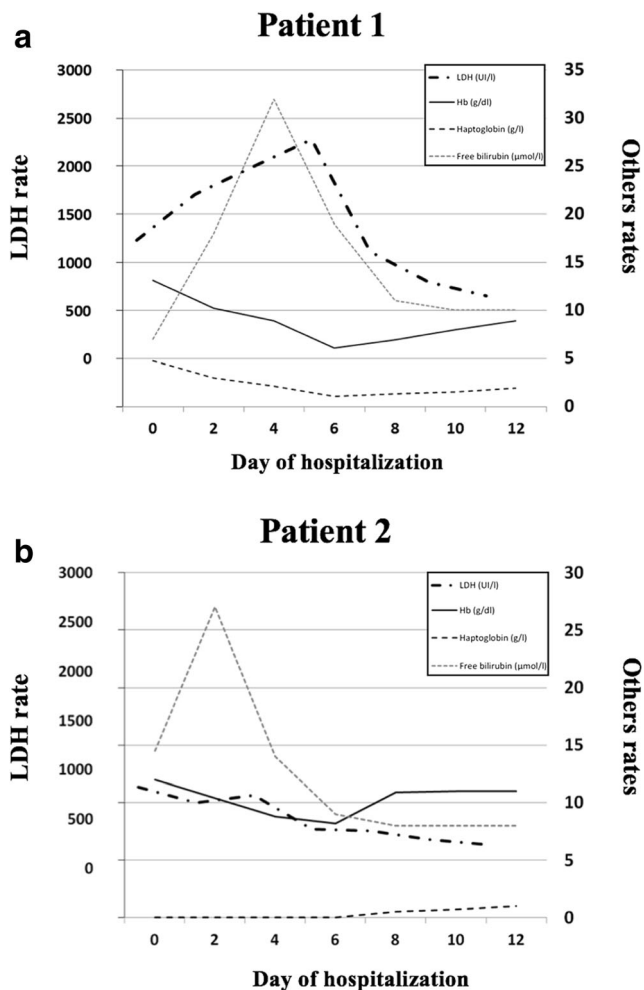 a
Patient 1
LDH rate
3000
2500
2000
1500
1000
500
0
LDH (UI/l)
Hb (g/dl)
Haptoglobin (g/l)
Free bilirubin (µmol/l)
35
30
25
20
15
10
5
0
Others rates
0 2 4 6 8 10 12
Day of hospitalization
b
Patient 2
LDH rate
3000
2500
2000
1500
1000
500
0
LDH (UI/l)
Hb (g/dl)
Haptoglobin (g/l)
Free bilirubin (µmol/l)
30
25
20
15
10
5
0
Others rates
0 2 4 6 8 10 12
Day of hospitalization